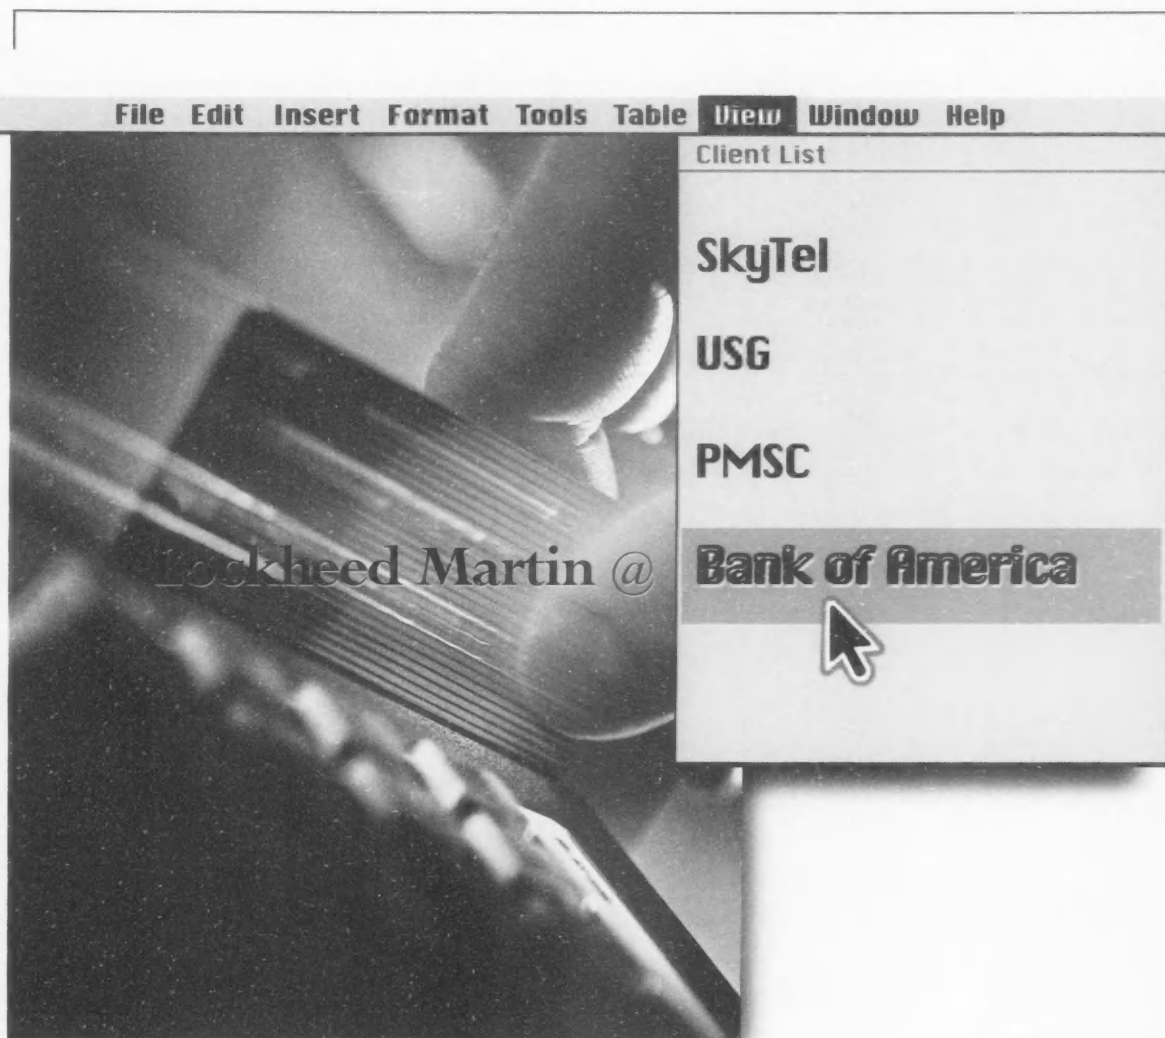 File Edit Insert Format Tools Table View Window Help
Client List
SkyTel
USG
PMSC
Lockheed Martin @ Bank of America